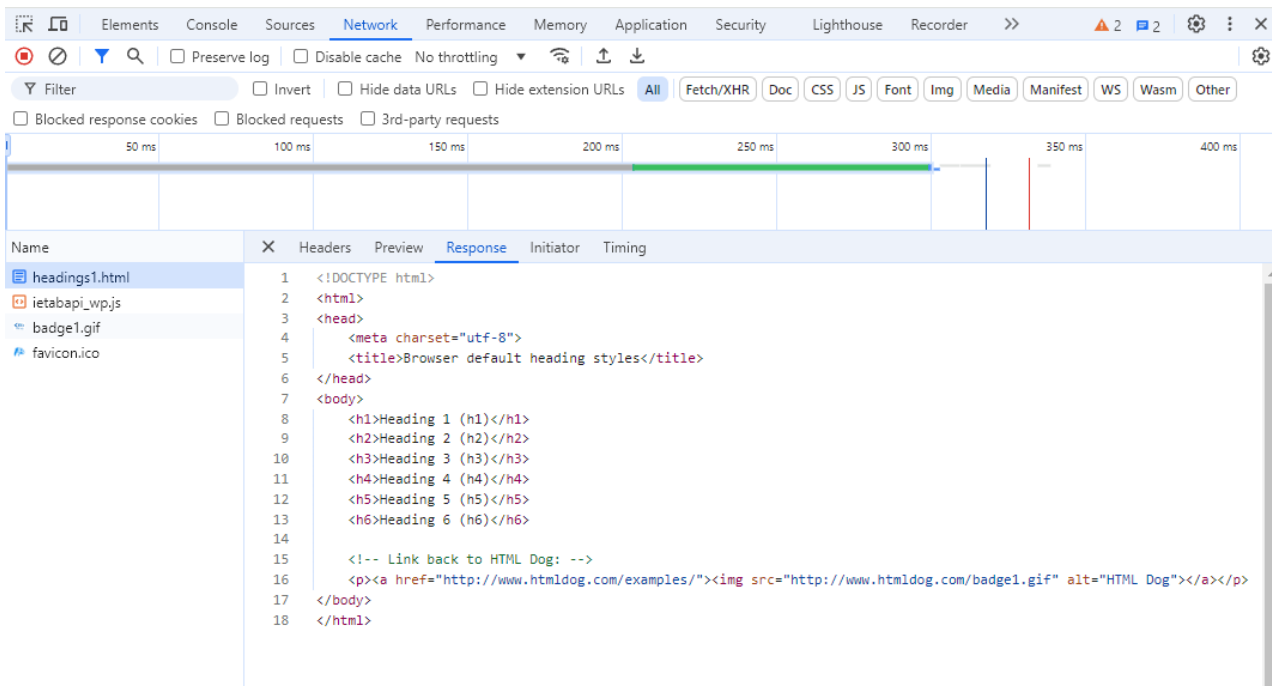 Elements Console Sources Network Performance Memory Application Security Lighthouse Recorder >> 2 2
Preserve log Disable cache No throttling
Filter Invert Hide data URLs Hide extension URLs All Fetch/XHR Doc CSS JS Font Img Media Manifest WS Wasm Other
Blocked response cookies Blocked requests 3rd-party requests
50 ms 100 ms 150 ms 200 ms 250 ms 300 ms 350 ms 400 ms
Name
headings1.html
ietabapi_wp.js
badge1.gif
favicon.ico
Headers Preview Response Initiator Timing
1 <!DOCTYPE html>
2 <html>
3 <head>
4     <meta charset="utf-8">
5     <title>Browser default heading styles</title>
6 </head>
7 <body>
8     <h1>Heading 1 (h1)</h1>
9     <h2>Heading 2 (h2)</h2>
10     <h3>Heading 3 (h3)</h3>
11     <h4>Heading 4 (h4)</h4>
12     <h5>Heading 5 (h5)</h5>
13     <h6>Heading 6 (h6)</h6>
14
15     <!-- Link back to HTML Dog: -->
16     <p><a href="http://www.htmldog.com/examples/"><img src="http://www.htmldog.com/badge1.gif" alt="HTML Dog"></a></p>
17 </body>
18 </html>